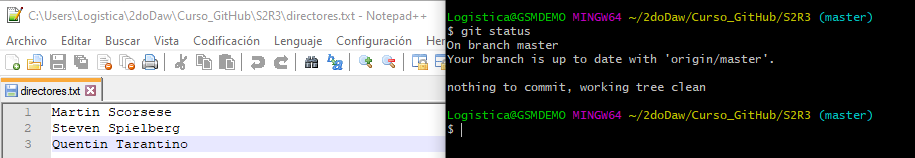 C:\Users\Logistica\2doDaw\Curso_GitHub\S2R3\directores.txt - Notepad++
Archivo Editar Buscar Vista Codificación Lenguaje Configuración Herramient
directores.txt
1 Martin Scorsese
2 Steven Spielberg
3 Quentin Tarantino
Logistica@GSMDEMO MINGW64 ~/2doDaw/Curso_GitHub/S2R3 (master)
$ git status
On branch master
Your branch is up to date with 'origin/master'.
nothing to commit, working tree clean
Logistica@GSMDEMO MINGW64 ~/2doDaw/Curso_GitHub/S2R3 (master)
$